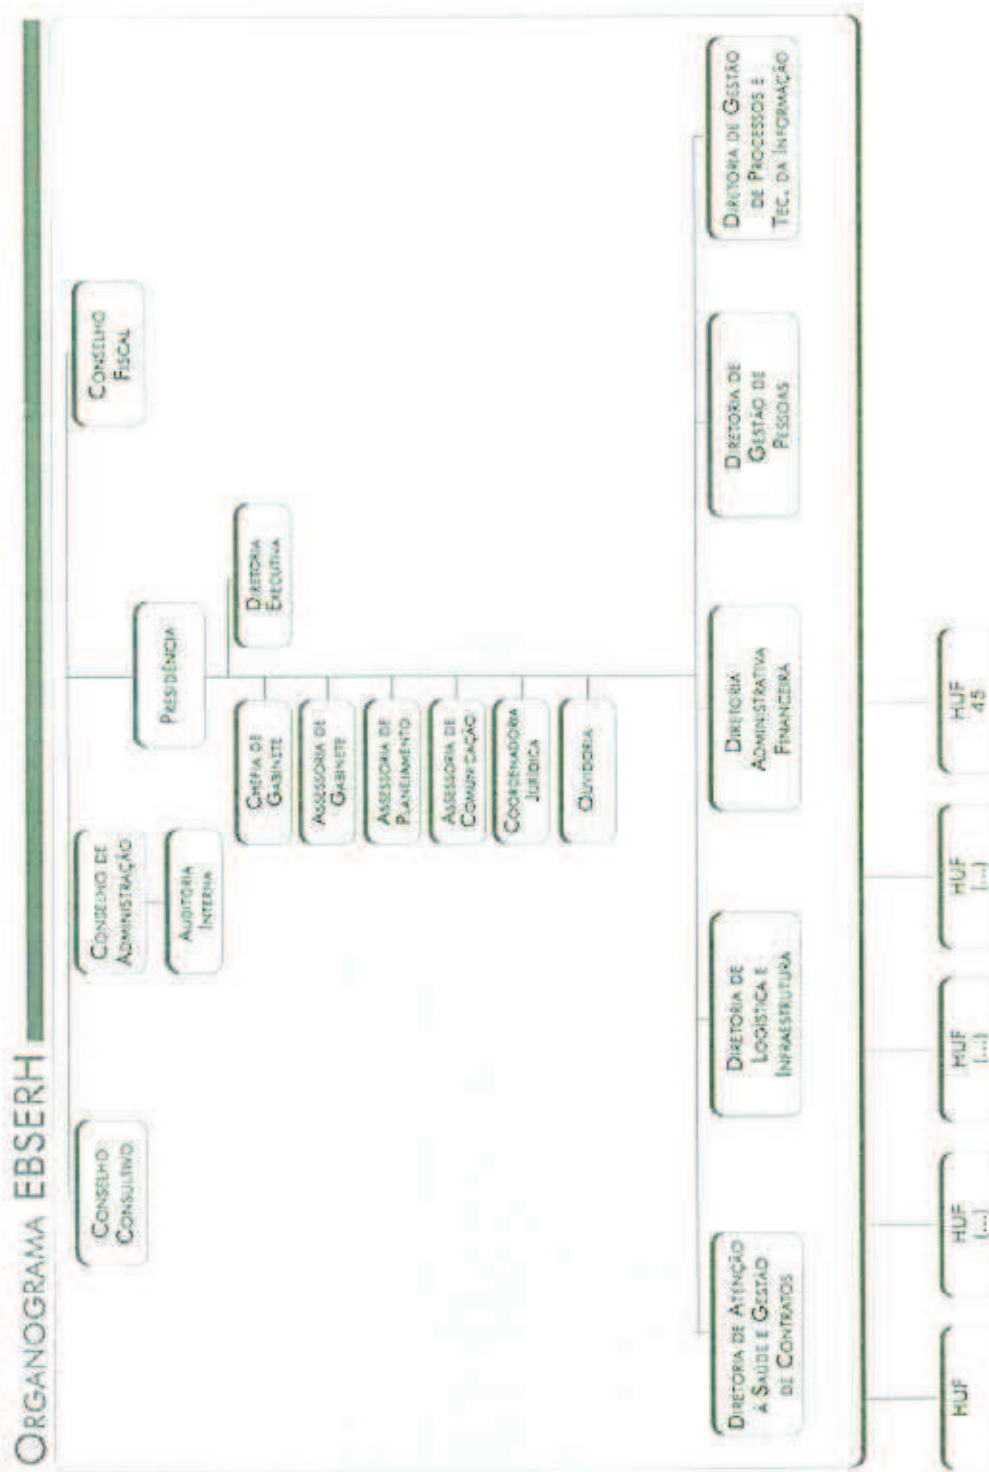 ORGANOGRAMA EBSERH
CONSELHO
CONSULTIVO
CONSELHO DE
ADMINISTRAÇÃO
CONSELHO
FISCAL
AUDITORIA
INTERNA
PRESIDÊNCIA
DIRETORIA
EXECUTIVA
CHEFIA DE
GABINETE
ASSESSORIA DE
GABINETE
ASSESSORIA DE
PLANEJAMENTO
ASSESSORIA DE
COMUNICAÇÃO
COORDENADORIA
JURÍDICA
OUVIDORIA
DIRETORIA DE ATENÇÃO
À SAÚDE E GESTÃO
DE CONTRATOS
DIRETORIA DE
LOGÍSTICA E
INFRAESTRUTURA
DIRETORIA
ADMINISTRATIVA
FINANCEIRA
DIRETORIA DE
GESTÃO DE
PESSOAS
DIRETORIA DE GESTÃO
DE PROCESSOS E
TEC. DA INFORMAÇÃO
HUF
HUF
(...)
HUF
(...)
HUF
(...)
HUF
45